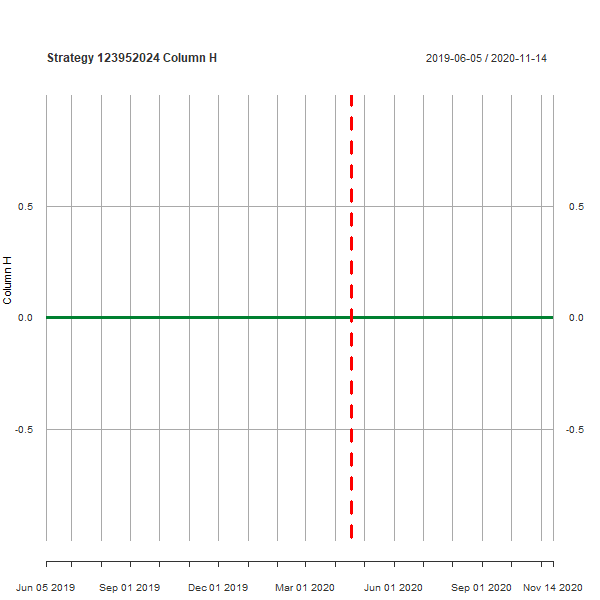 Strategy 123952024 Column H
2019-06-05 / 2020-11-14
Column H
0.5
0.5
0.0
0.0
-0.5
-0.5
Jun 05 2019
Sep 01 2019
Dec 01 2019
Mar 01 2020
Jun 01 2020
Sep 01 2020
Nov 14 2020